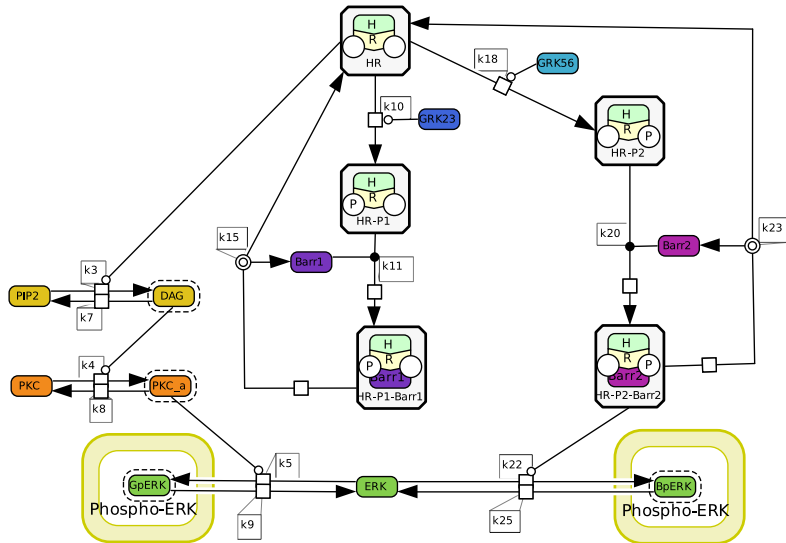 H
R
HR
k18
GRK56
k10
GRK23
H
R
P
HR-P2
H
R
P
HR-P1
k15
k20
k23
Barr2
Barr1
k11
k3
PIP2
DAG
k7
H
R
P
Barr1
HR-P1-Barr1
H
R
P
Barr2
HR-P2-Barr2
k4
PKC
PKC_a
k8
k5
k22
GpERK
ERK
BpERK
Phospho-ERK
Phospho-ERK
k9
k25